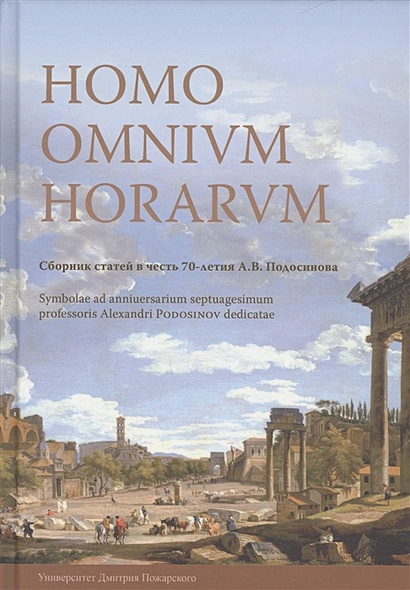 HOMO
OMNIVM
HORARVM
Сборник статей в честь 70-летия А.В. Подосинова
Symbolae ad anniuersarium septuagesimum
professoris Alexandri Podosinov dedicatae
Университет Дмитрия Пожарского